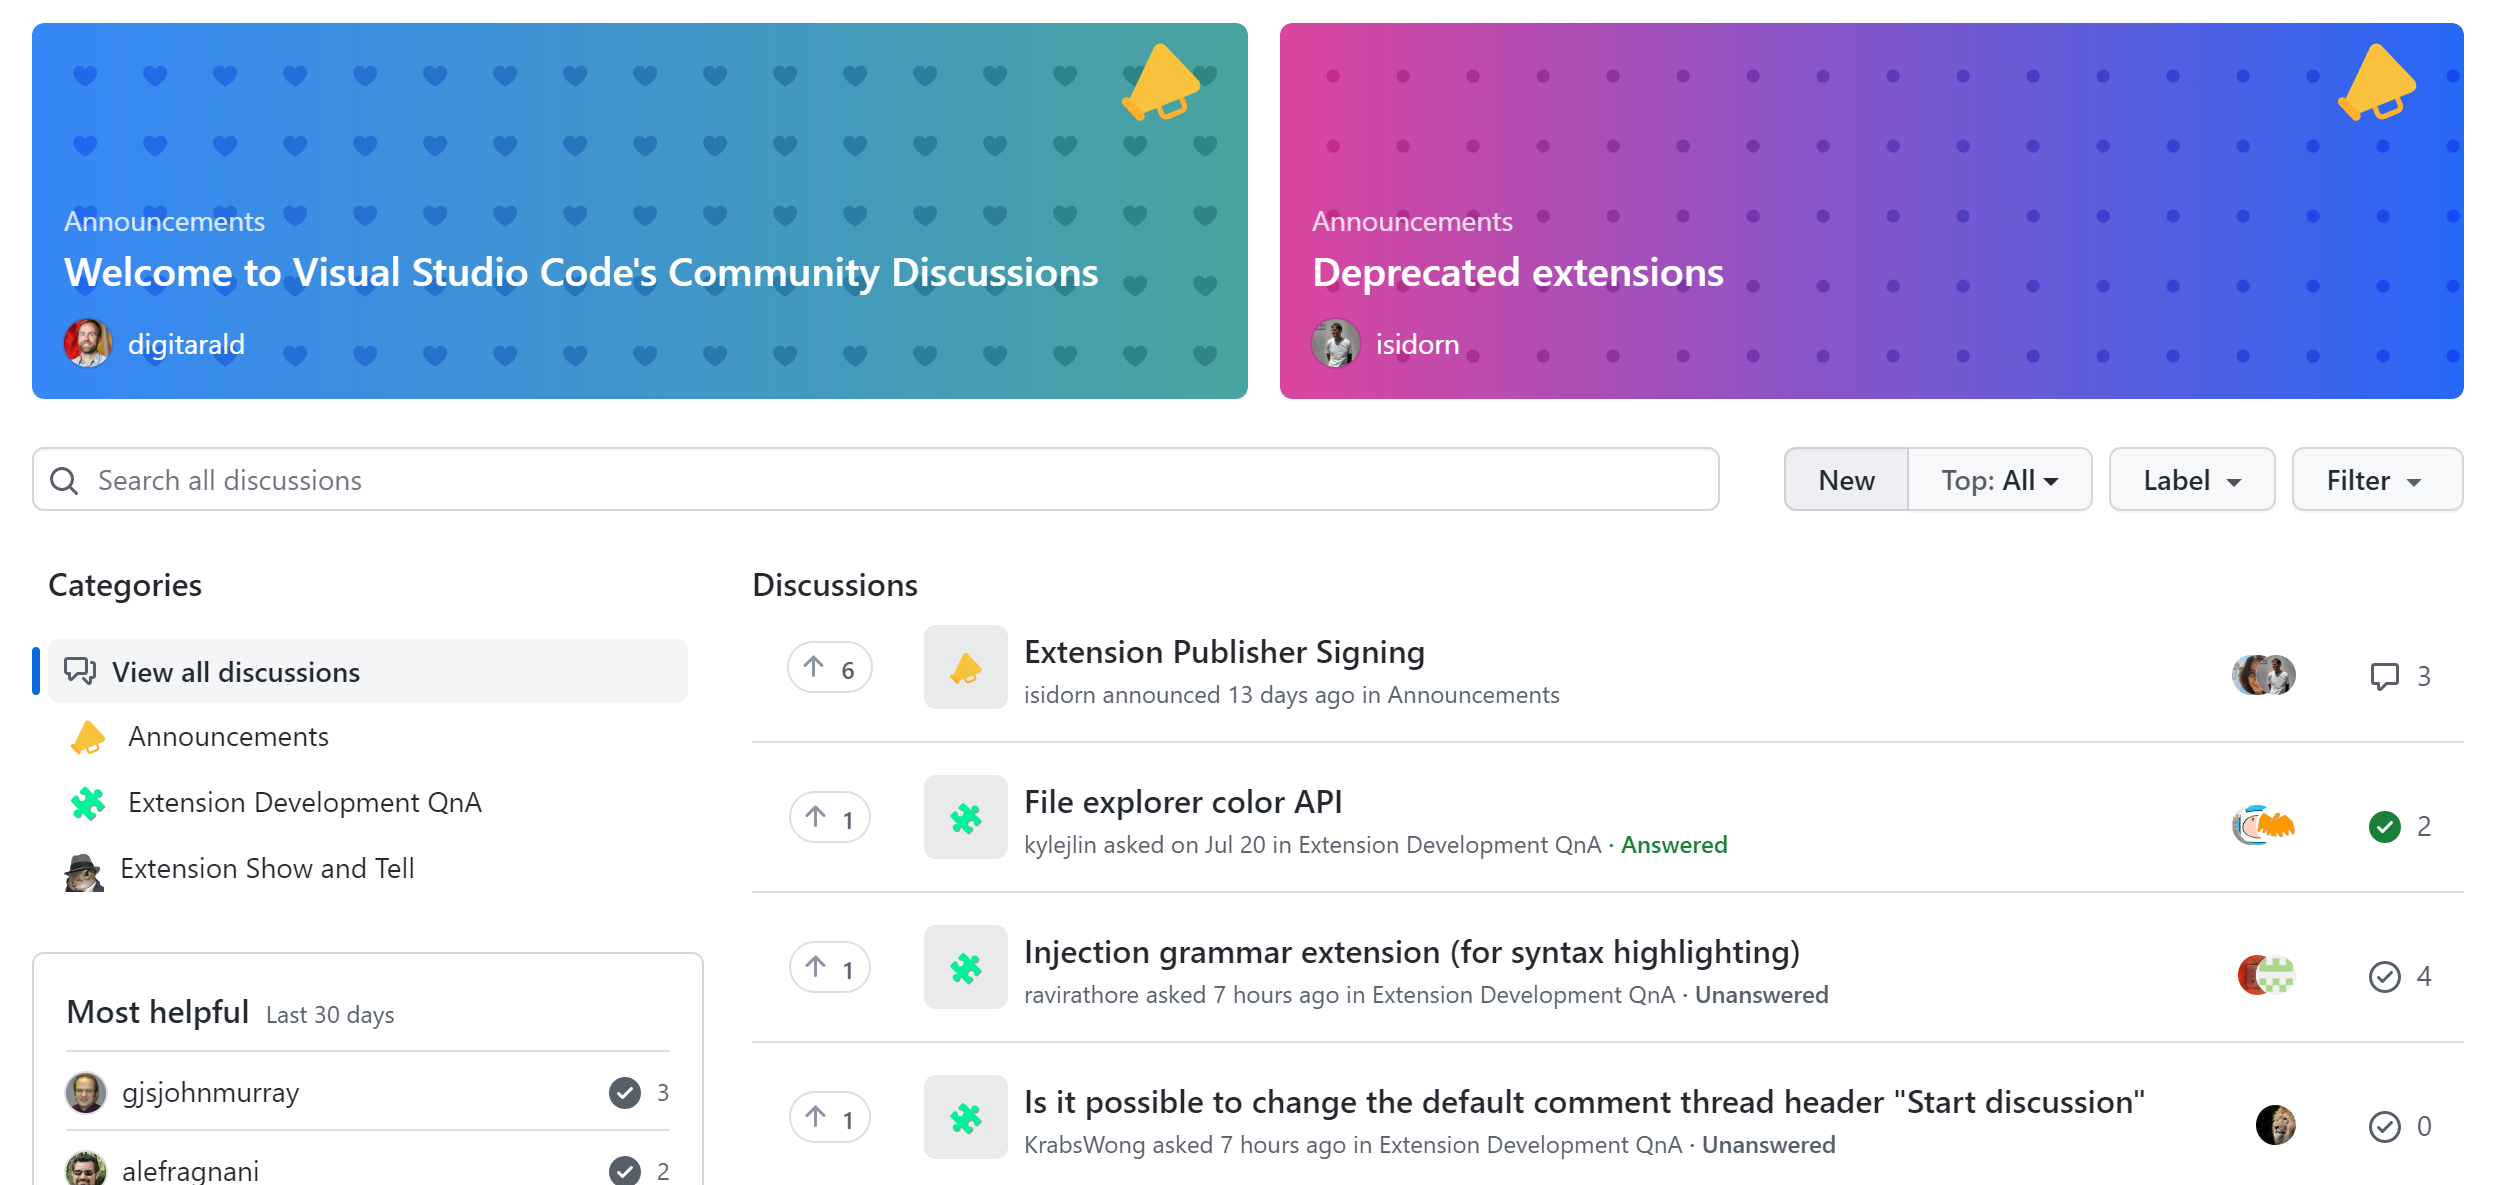 Announcements
Welcome to Visual Studio Code's Community Discussions
digitarald
Announcements
Deprecated extensions
isidorn
Search all discussions
New
Top: All
Label
Filter
Categories
View all discussions
Announcements
Extension Development QnA
Extension Show and Tell
Most helpful Last 30 days
gjsjohnmurray 3
alefragnani 2
Discussions
6
Extension Publisher Signing
isidorn announced 13 days ago in Announcements
3
1
File explorer color API
kylejlin asked on Jul 20 in Extension Development QnA · Answered
2
1
Injection grammar extension (for syntax highlighting)
ravirathore asked 7 hours ago in Extension Development QnA · Unanswered
4
1
Is it possible to change the default comment thread header "Start discussion"
KrabsWong asked 7 hours ago in Extension Development QnA · Unanswered
0